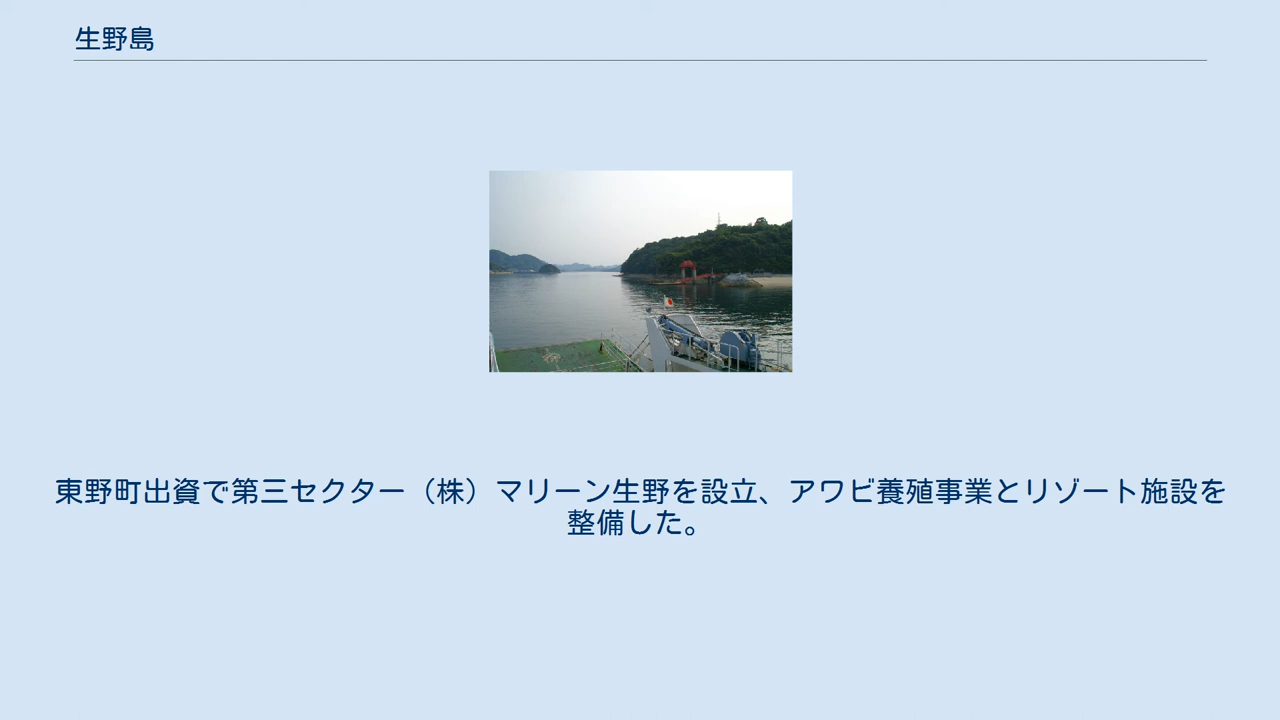 生野島
東野町出資で第三セクター（株）マリーン生野を設立、アワビ養殖事業とリゾート施設を
整備した。